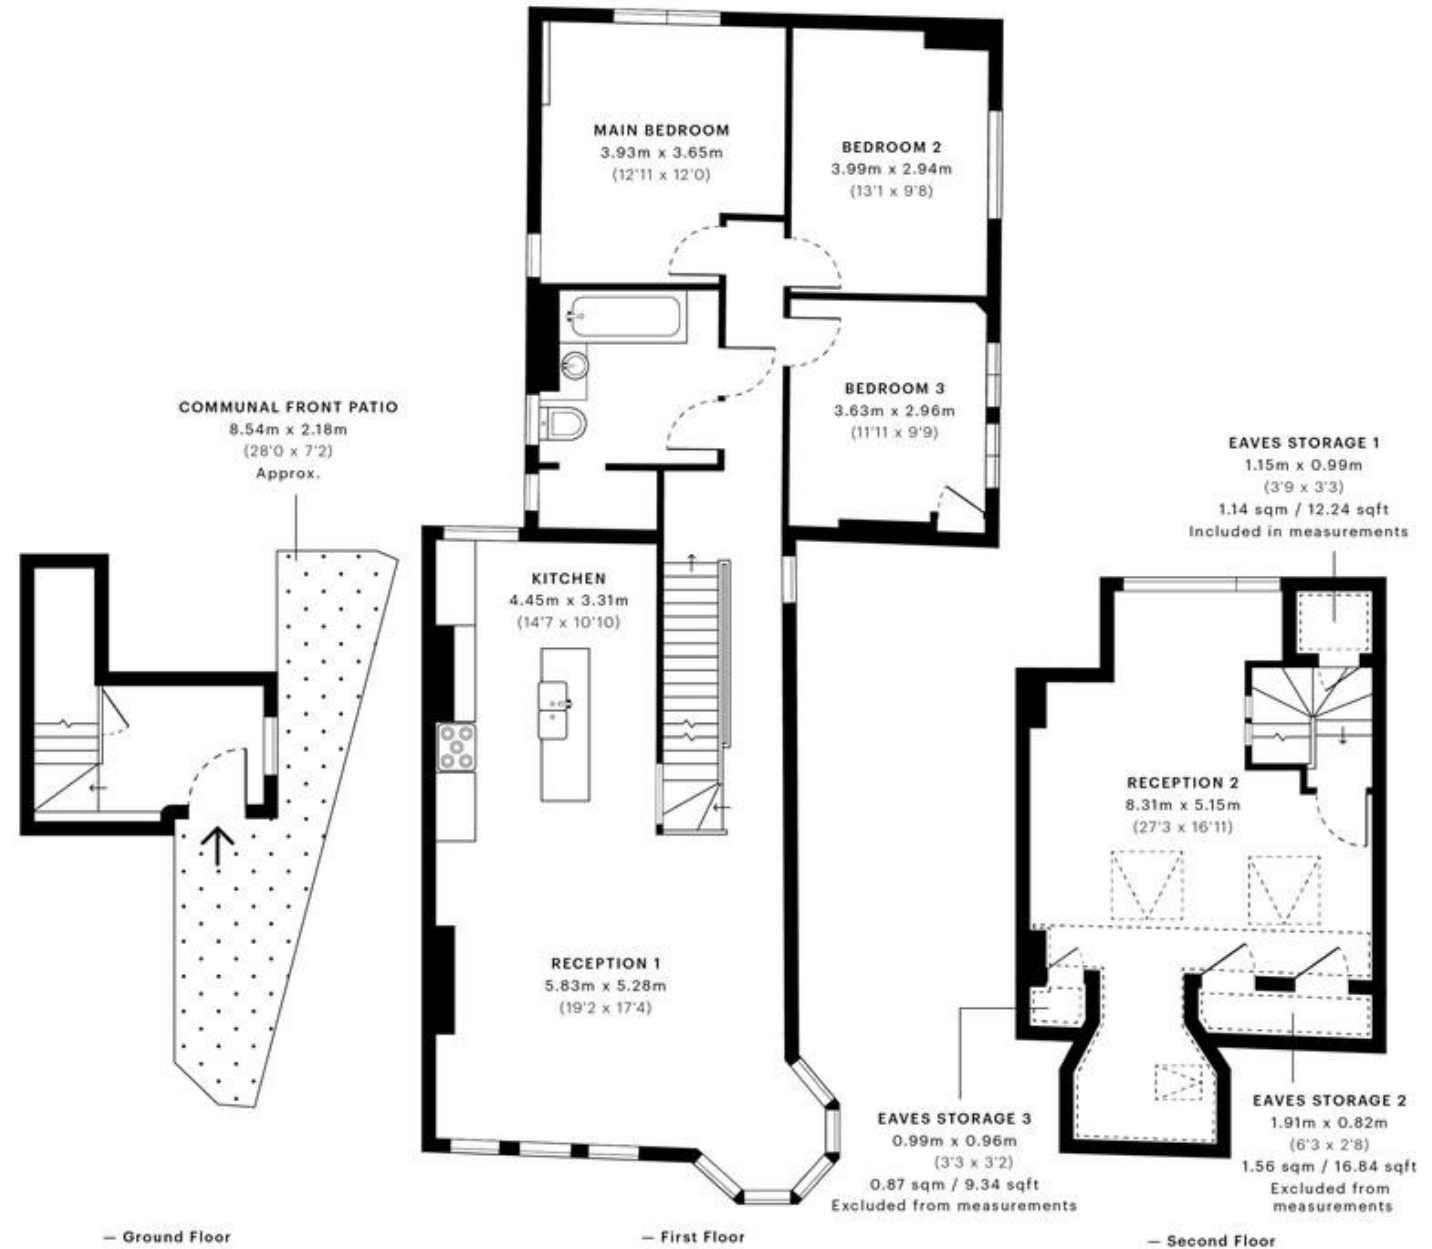 MAIN BEDROOM
3.93m x 3.65m
(12'11 x 12'0)
BEDROOM 2
3.99m x 2.94m
(13'1 x 9'8)
BEDROOM 3
3.63m x 2.96m
(11'11 x 9'9)
COMMUNAL FRONT PATIO
8.54m x 2.18m
(28'0 x 7'2)
Approx.
EAVES STORAGE 1
1.15m x 0.99m
(3'9 x 3'3)
1.14 sqm / 12.24 sqft
Included in measurements
KITCHEN
4.45m x 3.31m
(14'7 x 10'10)
RECEPTION 2
8.31m x 5.15m
(27'3 x 16'11)
RECEPTION 1
5.83m x 5.28m
(19'2 x 17'4)
EAVES STORAGE 3
0.99m x 0.96m
(3'3 x 3'2)
0.87 sqm / 9.34 sqft
Excluded from measurements
EAVES STORAGE 2
1.91m x 0.82m
(6'3 x 2'8)
1.56 sqm / 16.84 sqft
Excluded from
measurements
— Ground Floor
— First Floor
— Second Floor